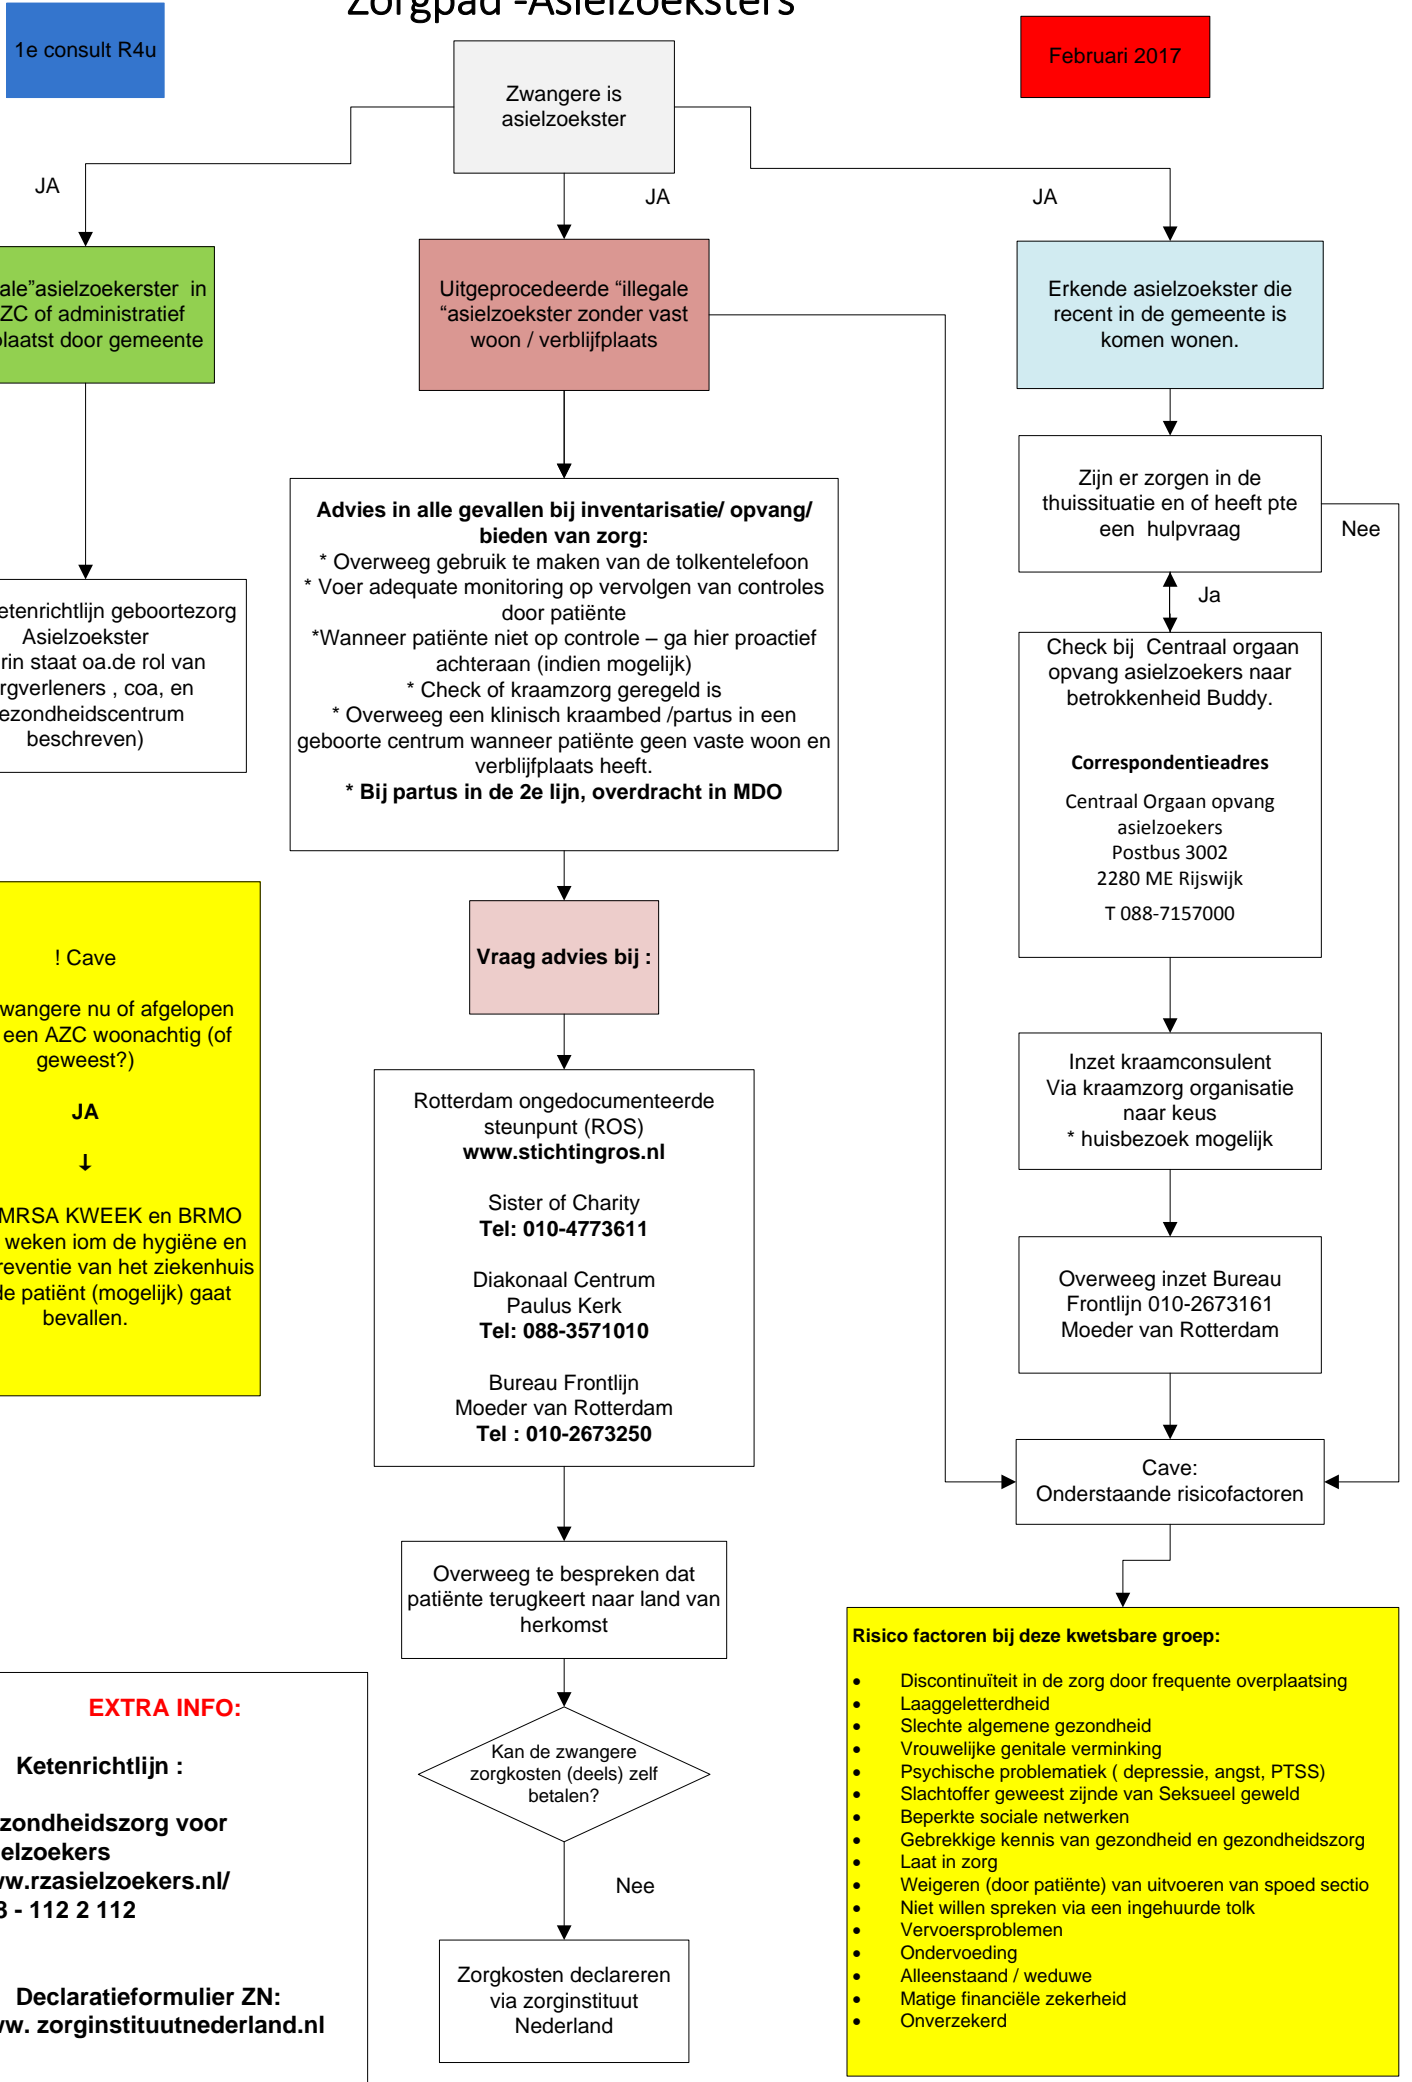 Zorgpad -Asielzoeksters
1e consult R4u
Februari 2017
Zwangere is
asielzoekster
JA
JA
JA
ale”asielzoekerster in
ZC of administratief
laatst door gemeente
Uitgeprocedeerde “illegale
“asielzoekster zonder vast
woon / verblijfplaats
Erkende asielzoekster die
recent in de gemeente is
komen wonen.
etenrichtlijn geboortezorg
Asielzoekster
rin staat oa.de rol van
rgverleners , coa, en
ezondheidscentrum
beschreven)
Advies in alle gevallen bij inventarisatie/ opvang/
bieden van zorg:
* Overweeg gebruik te maken van de tolkentelefoon
* Voer adequate monitoring op vervolgen van controles
door patiënte
*Wanneer patiënte niet op controle – ga hier proactief
achteraan (indien mogelijk)
* Check of kraamzorg geregeld is
* Overweeg een klinisch kraambed /partus in een
geboorte centrum wanneer patiënte geen vaste woon en
verblijfplaats heeft.
* Bij partus in de 2e lijn, overdracht in MDO
Zijn er zorgen in de
thuissituatie en of heeft pte
een hulpvraag
Nee
Ja
Check bij Centraal orgaan
opvang asielzoekers naar
betrokkenheid Buddy.
Correspondentieadres
Centraal Orgaan opvang
asielzoekers
Postbus 3002
2280 ME Rijswijk
T 088-7157000
! Cave
wangere nu of afgelopen
een AZC woonachtig (of
geweest?)
JA
↓
MRSA KWEEK en BRMO
weken iom de hygiëne en
reventie van het ziekenhuis
de patiënt (mogelijk) gaat
bevallen.
Vraag advies bij :
Rotterdam ongedocumenteerde
steunpunt (ROS)
www.stichtingros.nl
Sister of Charity
Tel: 010-4773611
Diakonaal Centrum
Paulus Kerk
Tel: 088-3571010
Bureau Frontlijn
Moeder van Rotterdam
Tel : 010-2673250
Inzet kraamconsulent
Via kraamzorg organisatie
naar keus
* huisbezoek mogelijk
Overweeg inzet Bureau
Frontlijn 010-2673161
Moeder van Rotterdam
Cave:
Onderstaande risicofactoren
Overweeg te bespreken dat
patiënte terugkeert naar land van
herkomst
Kan de zwangere
zorgkosten (deels) zelf
betalen?
Nee
Zorgkosten declareren
via zorginstituut
Nederland
EXTRA INFO:
Ketenrichtlijn :
zondheidszorg voor
elzoekers
ww.rzasielzoekers.nl/
8 - 112 2 112
Declaratieformulier ZN:
ww. zorginstituutnederland.nl
Risico factoren bij deze kwetsbare groep:
• Discontinuïteit in de zorg door frequente overplaatsing
• Laaggeletterdheid
• Slechte algemene gezondheid
• Vrouwelijke genitale verminking
• Psychische problematiek ( depressie, angst, PTSS)
• Slachtoffer geweest zijnde van Seksueel geweld
• Beperkte sociale netwerken
• Gebrekkige kennis van gezondheid en gezondheidszorg
• Laat in zorg
• Weigeren (door patiënte) van uitvoeren van spoed sectio
• Niet willen spreken via een ingehuurde tolk
• Vervoersproblemen
• Ondervoeding
• Alleenstaand / weduwe
• Matige financiële zekerheid
• Onverzekerd